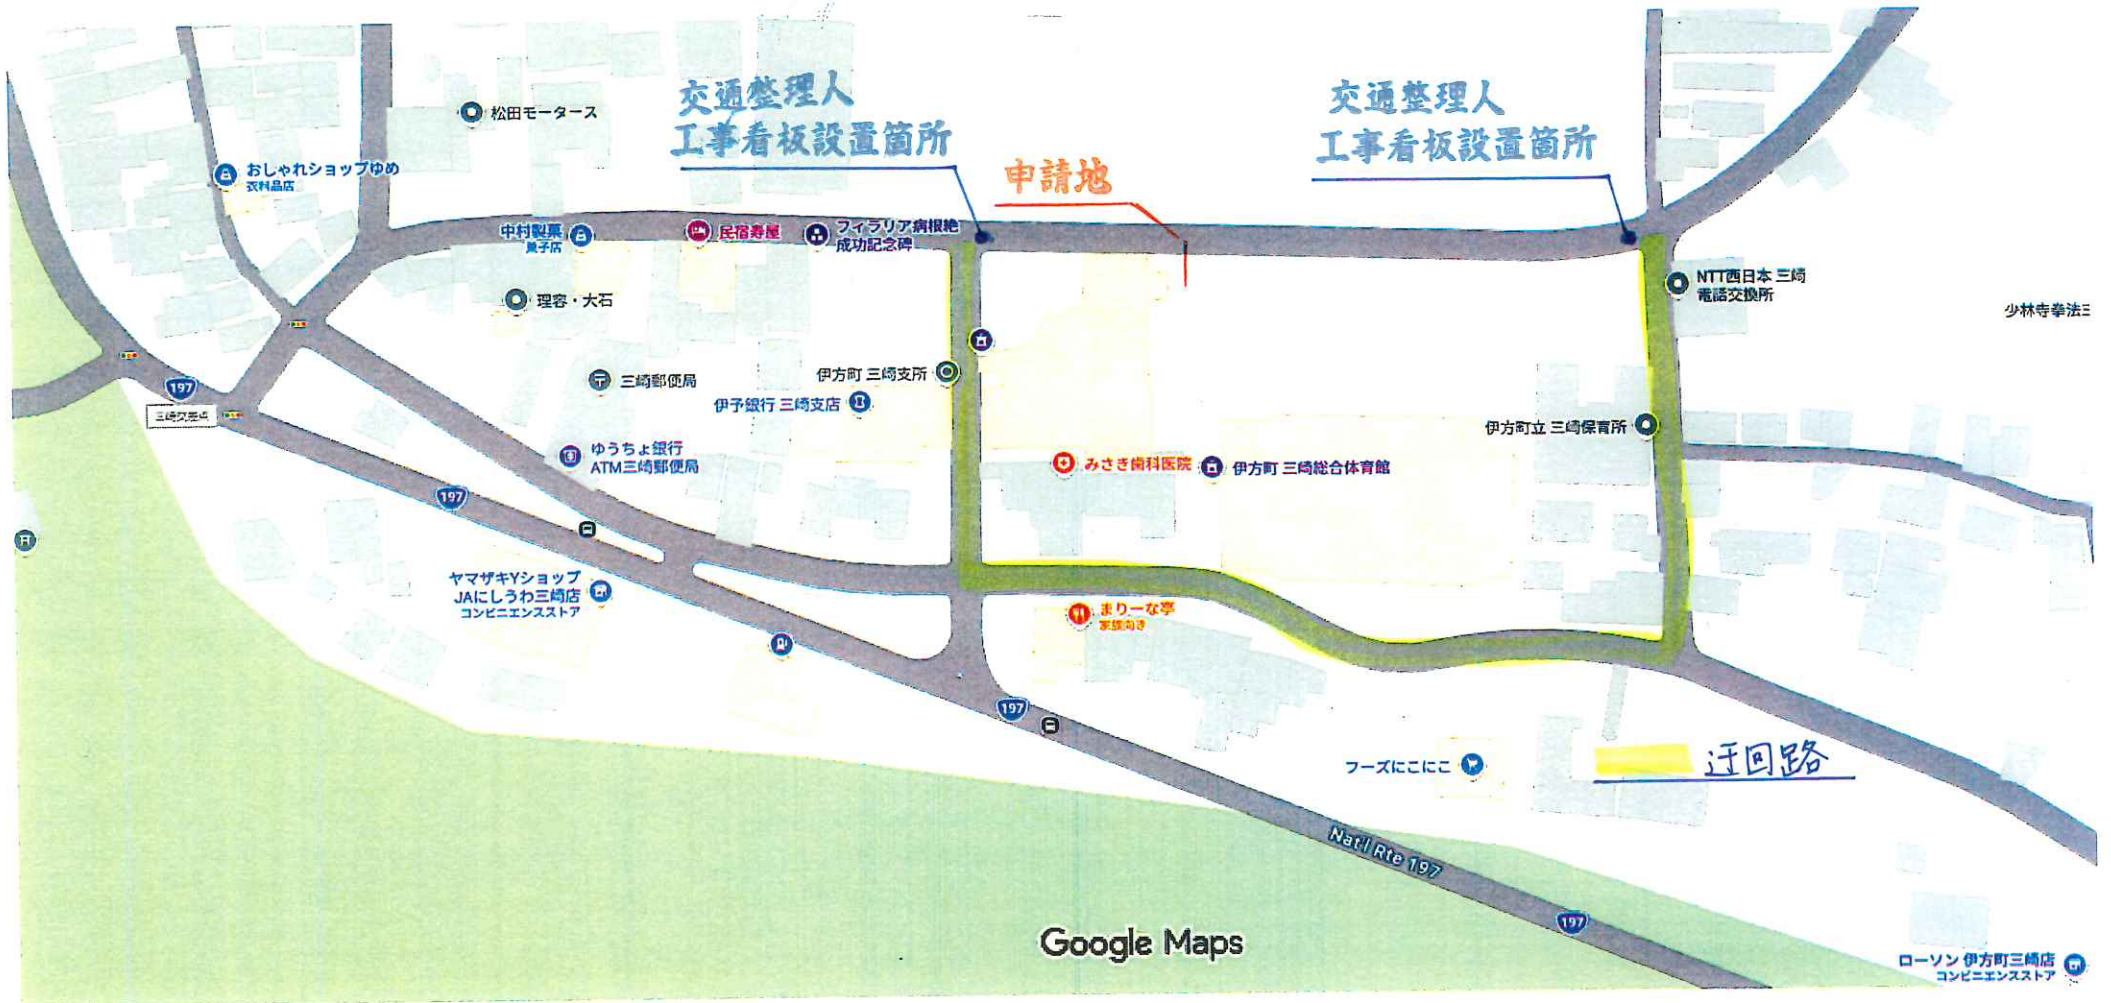 交通整理人
工事看板設置箇所
交通整理人
工事看板設置箇所
申請地
松田モータース
おしゃれショップゆめ
衣料品店
中村製菓
菓子店
民宿寿屋
フィラリア病根絶
成功記念碑
理容・大石
NTT西日本 三崎
電話交換所
少林寺拳法三
197
三崎交差点
三崎郵便局
伊方町 三崎支所
伊予銀行 三崎支店
伊方町立 三崎保育所
ゆうちょ銀行
ATM三崎郵便局
みさき歯科医院
伊方町 三崎総合体育館
197
ヤマザキYショップ
JAにしうわ三崎店
コンビニエンスストア
まりーな亭
家族向き
197
フーズにこにこ
迂回路
Nat'l Rte 197
197
Google Maps
ローソン 伊方町三崎店
コンビニエンスストア